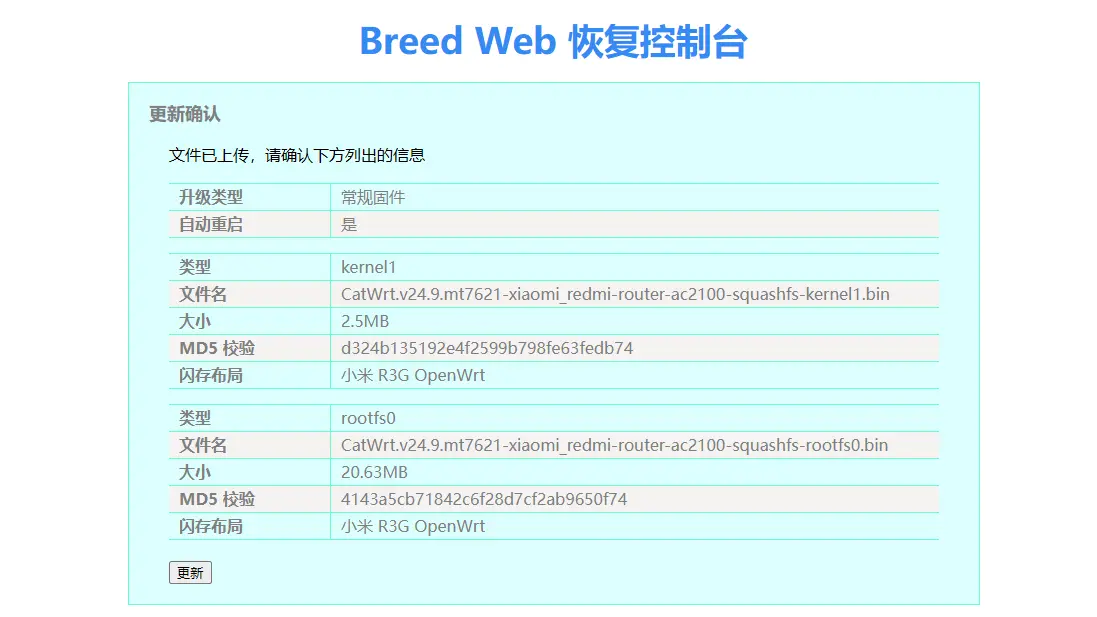 Breed Web 恢复控制台
更新确认
文件已上传，请确认下方列出的信息
升级类型 常规固件
自动重启 是
类型 kernel1
文件名 CatWrt.v24.9.mt7621-xiaomi_redmi-router-ac2100-squashfs-kernel1.bin
大小 2.5MB
MD5 校验 d324b135192e4f2599b798fe63fedb74
闪存布局 小米 R3G OpenWrt
类型 rootfs0
文件名 CatWrt.v24.9.mt7621-xiaomi_redmi-router-ac2100-squashfs-rootfs0.bin
大小 20.63MB
MD5 校验 4143a5cb71842c6f28d7cf2ab9650f74
闪存布局 小米 R3G OpenWrt
更新